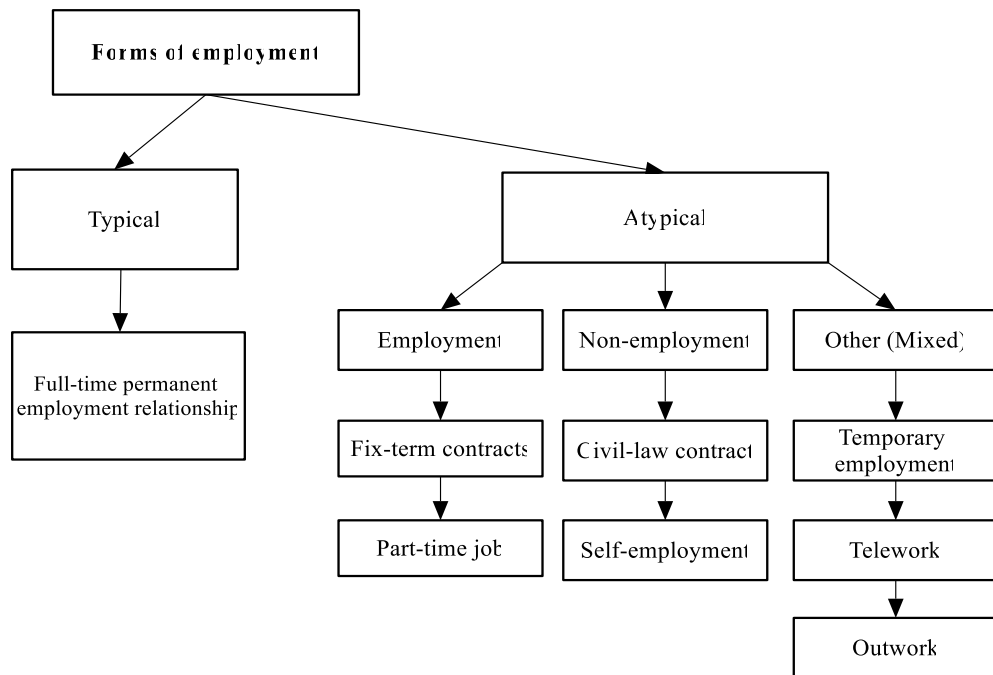 Forms of employment
Typical
Atypical
Full-time permanent
employment relationship
Employment
Non-employment
Other (Mixed)
Fix-term contracts
Civil-law contract
Temporary
employment
Part-time job
Self-employment
Telework
Outwork